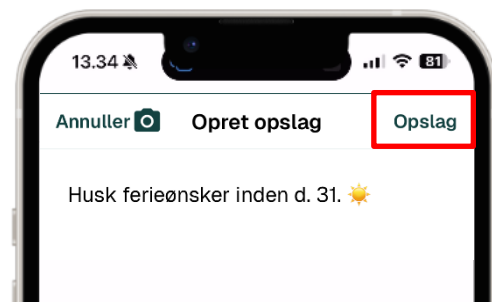 13.34 81
Annuller Opret opslag Opslag
Husk ferieønsker inden d. 31. ☀️